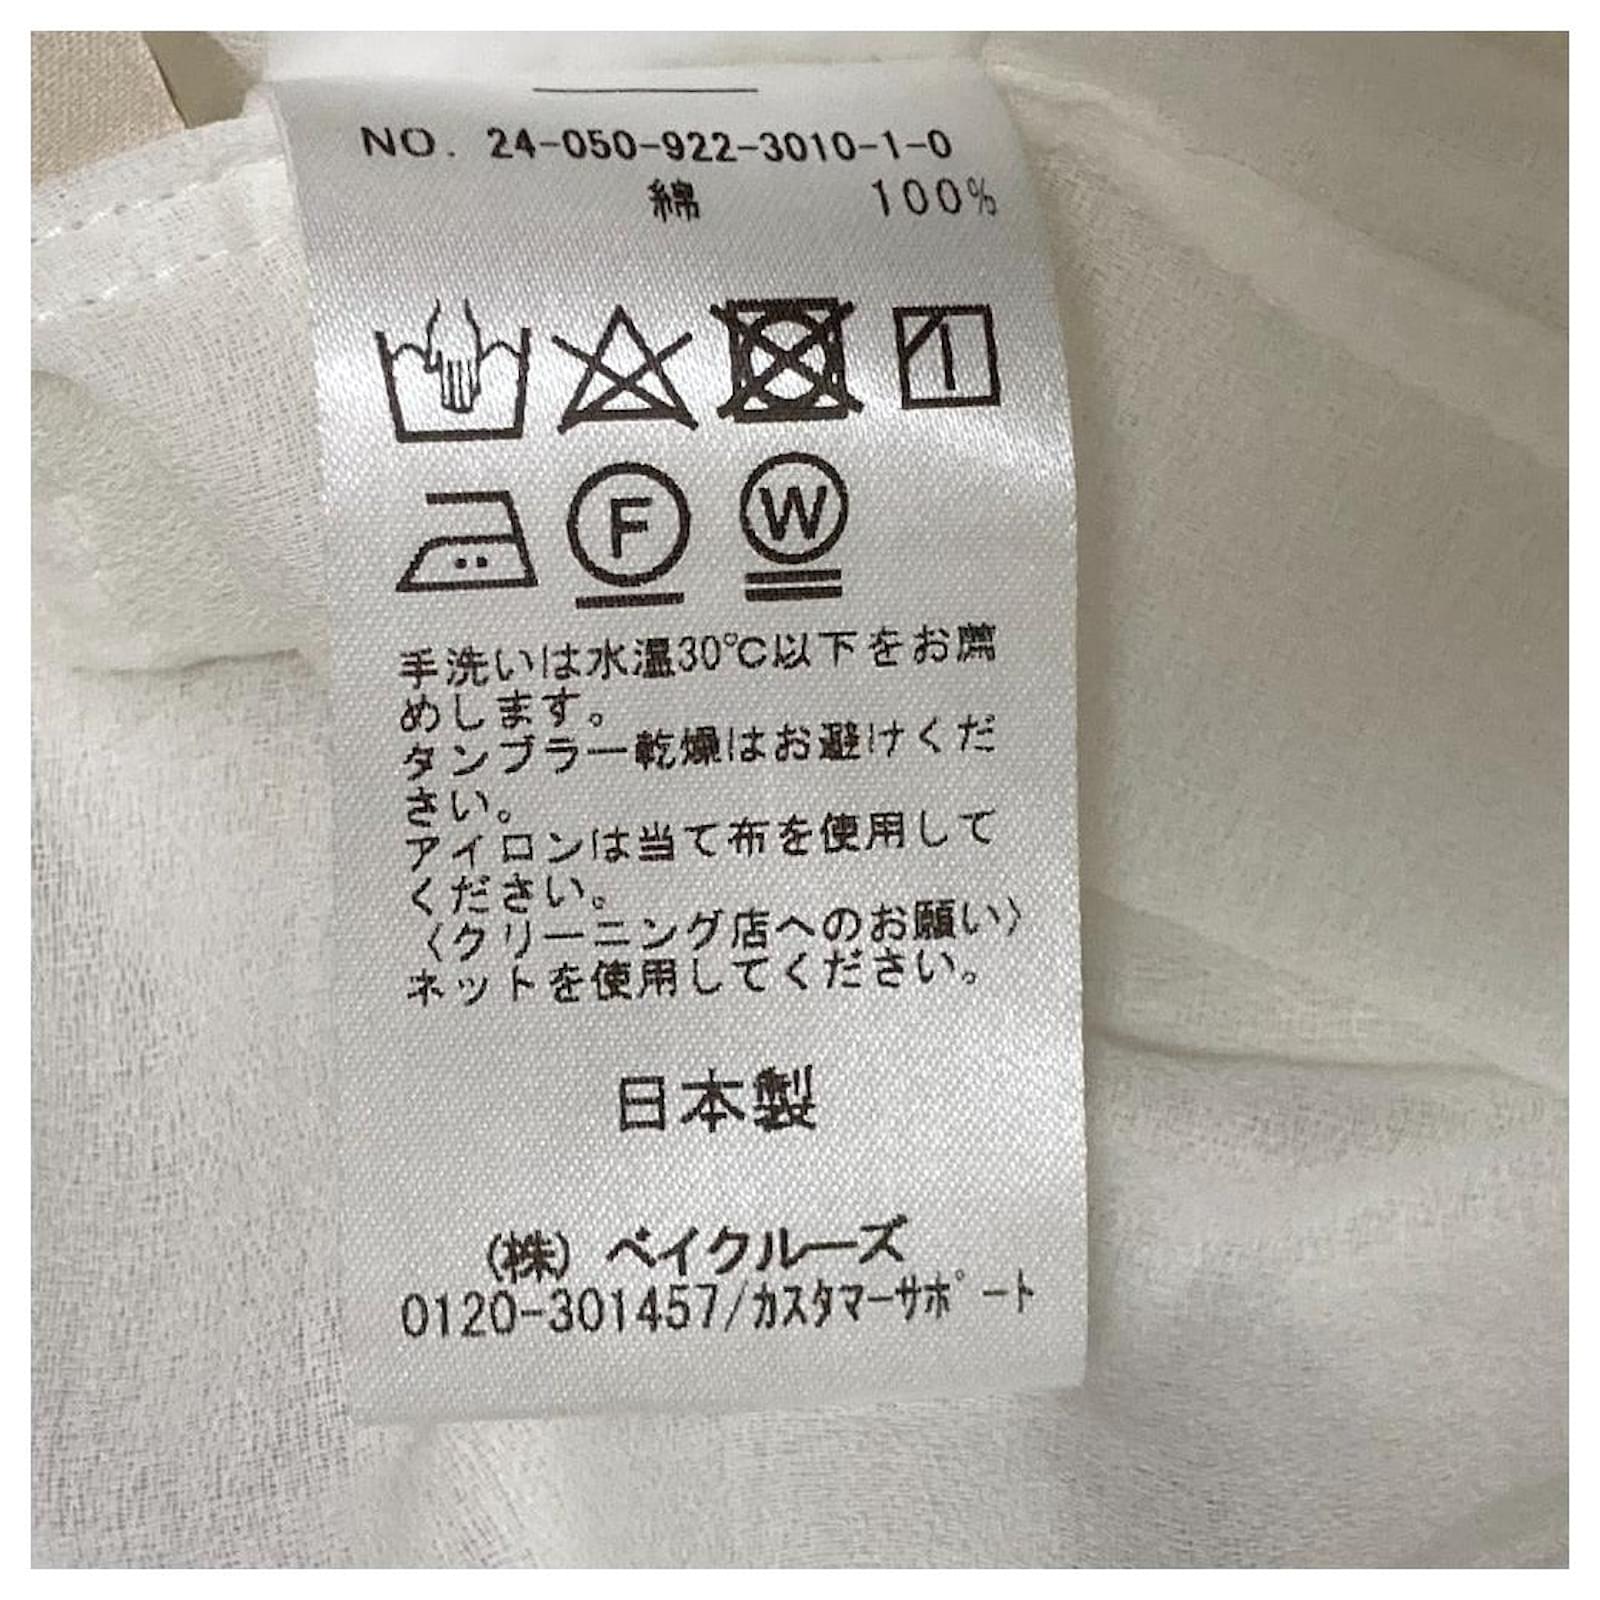 NO. 24-050-922-3010-1-0
綿 100%
F W
手洗いは水温30℃以下をお薦
めします。
タンブラー乾燥はお避けくだ
さい。
アイロンは当て布を使用して
ください。
〈クリーニング店へのお願い〉
ネットを使用してください。
日本製
(株) ベイクルーズ
0120-301457/カスタマーサポート